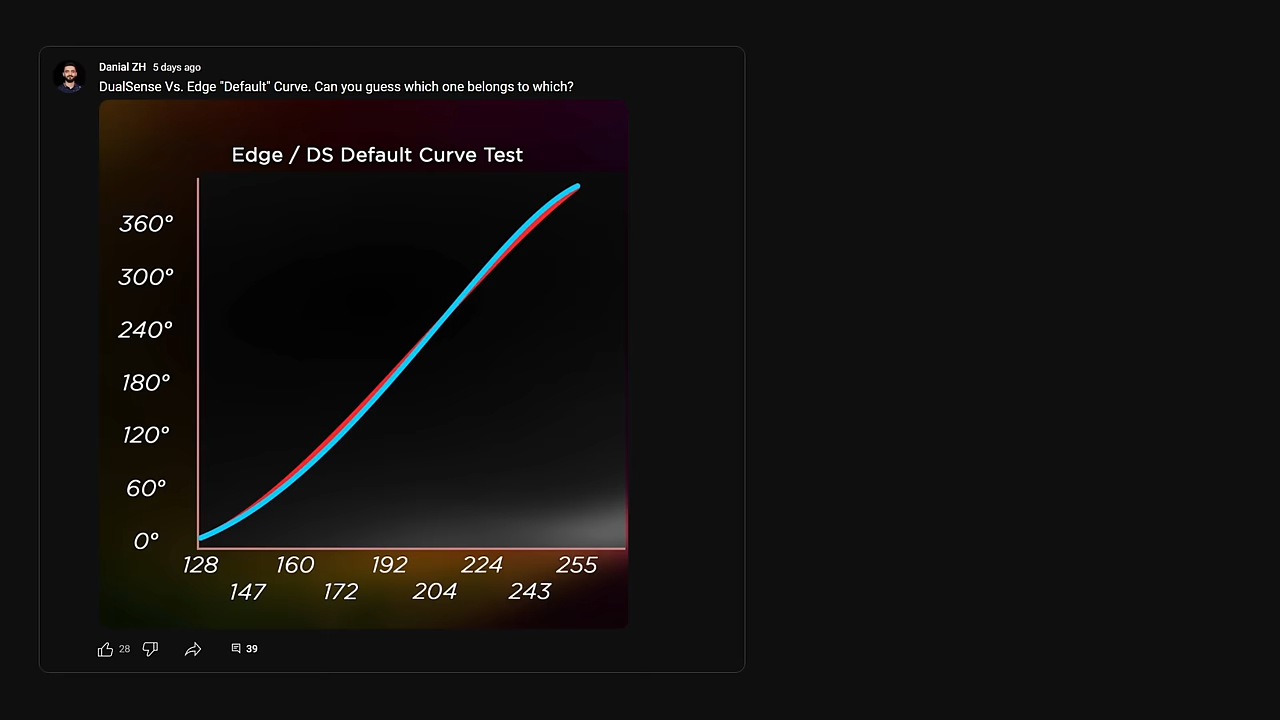 Danial ZH 5 days ago
DualSense Vs. Edge "Default" Curve. Can you guess which one belongs to which?
Edge / DS Default Curve Test
360°
300°
240°
180°
120°
60°
0°
128 160 192 224 255
147 172 204 243
28 39